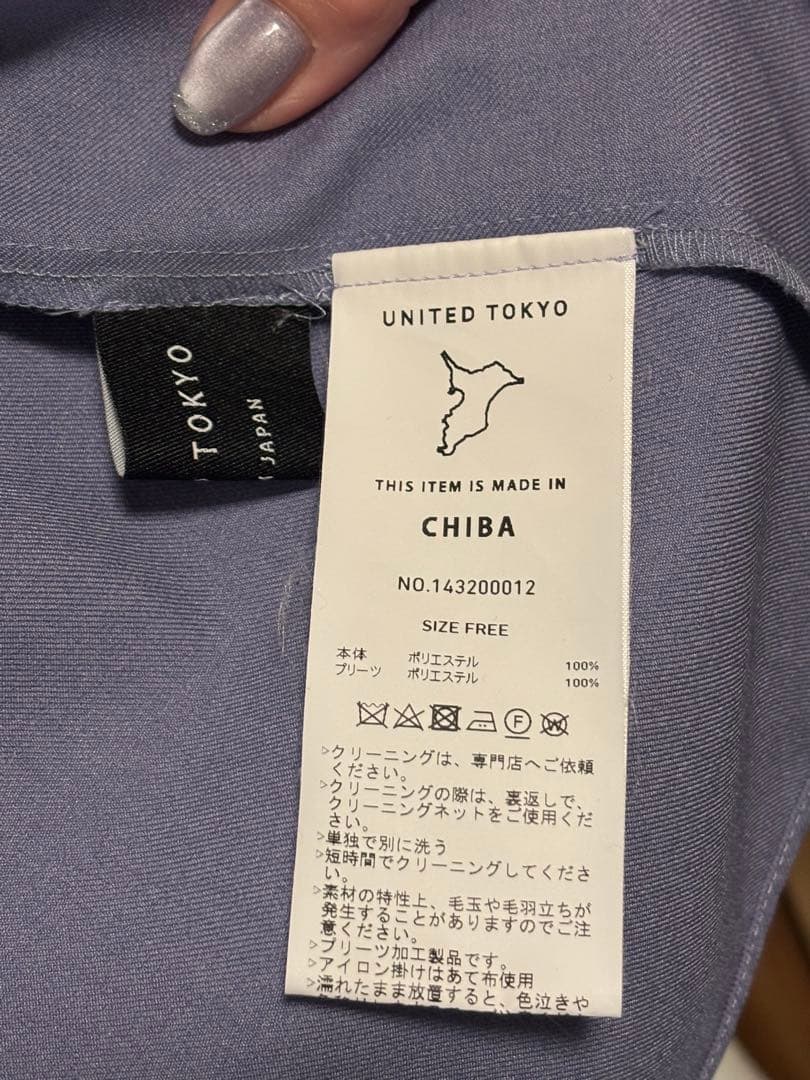 TOKYO
JAPAN
UNITED TOKYO
THIS ITEM IS MADE IN
CHIBA
NO.143200012
SIZE FREE
本体 ポリエステル 100%
プリーツ ポリエステル 100%
F
W
>クリーニングは、専門店へご依頼
ください。
>クリーニングの際は、裏返しで、
クリーニングネットをご使用くだ
さい。
>単独で別に洗う
>短時間でクリーニングしてくださ
い。
>素材の特性上、毛玉や毛羽立ちが
発生することがありますのでご注
意ください。
>プリーツ加工製品です。
>アイロン掛けはあて布使用
>濡れたまま放置すると、色泣きや